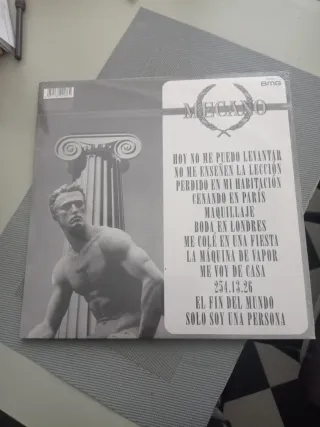 BMG
MECANO
HOY NO ME PUEDO LEVANTAR
NO ME ENSEÑEN LA LECCIÓN
PERDIDO EN MI HABITACIÓN
CENANDO EN PARÍS
MAQUILLAJE
BODA EN LONDRES
ME COLÉ EN UNA FIESTA
LA MÁQUINA DE VAPOR
ME VOY DE CASA
254.13.26
EL FIN DEL MUNDO
SOLO SOY UNA PERSONA